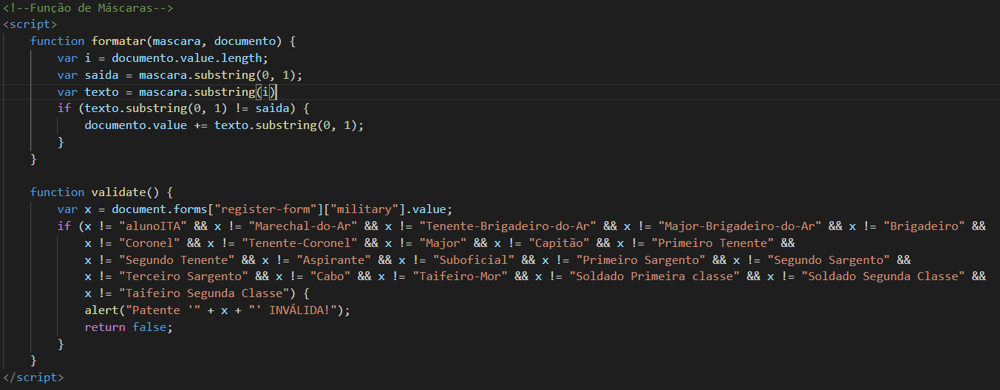 <!--Função de Máscaras-->
<script>
    function formatar(mascara, documento) {
        var i = documento.value.length;
        var saida = mascara.substring(0, 1);
        var texto = mascara.substring(i)
        if (texto.substring(0, 1) != saida) {
            documento.value += texto.substring(0, 1);
        }
    }

    function validate() {
        var x = document.forms["register-form"]["military"].value;
        if (x != "alunoITA" && x != "Marechal-do-Ar" && x != "Tenente-Brigadeiro-do-Ar" && x != "Major-Brigadeiro-do-Ar" && x != "Brigadeiro" &&
            x != "Coronel" && x != "Tenente-Coronel" && x != "Major" && x != "Capitão" && x != "Primeiro Tenente" &&
            x != "Segundo Tenente" && x != "Aspirante" && x != "Suboficial" && x != "Primeiro Sargento" && x != "Segundo Sargento" &&
            x != "Terceiro Sargento" && x != "Cabo" && x != "Taifeiro-Mor" && x != "Soldado Primeira classe" && x != "Soldado Segunda Classe" &&
            x != "Taifeiro Segunda Classe") {
            alert("Patente '" + x + "' INVÁLIDA!");
            return false;
        }
    }
</script>